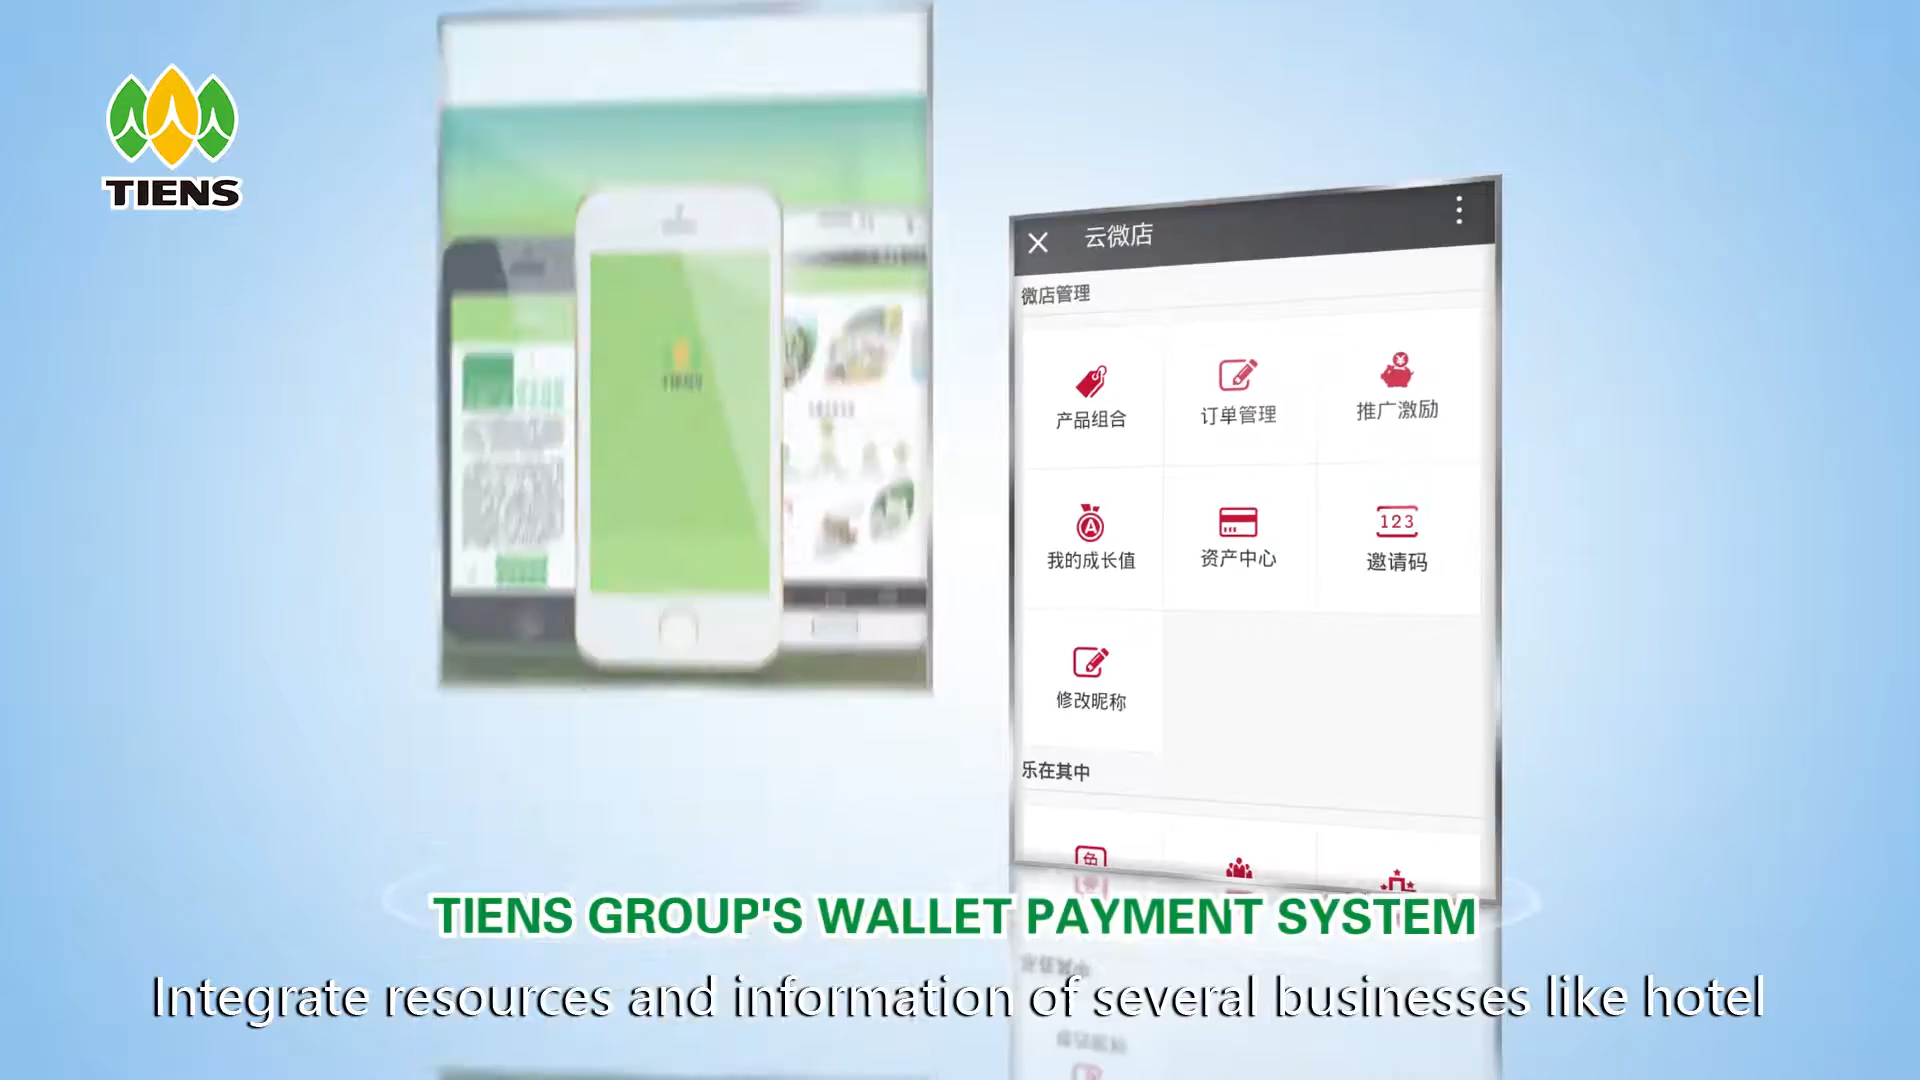 TIENS
云微店
微店管理
产品组合
订单管理
推广激励
我的成长值
资产中心
123
邀请码
修改昵称
乐在其中
TIENS GROUP'S WALLET PAYMENT SYSTEM
Integrate resources and information of several businesses like hotel